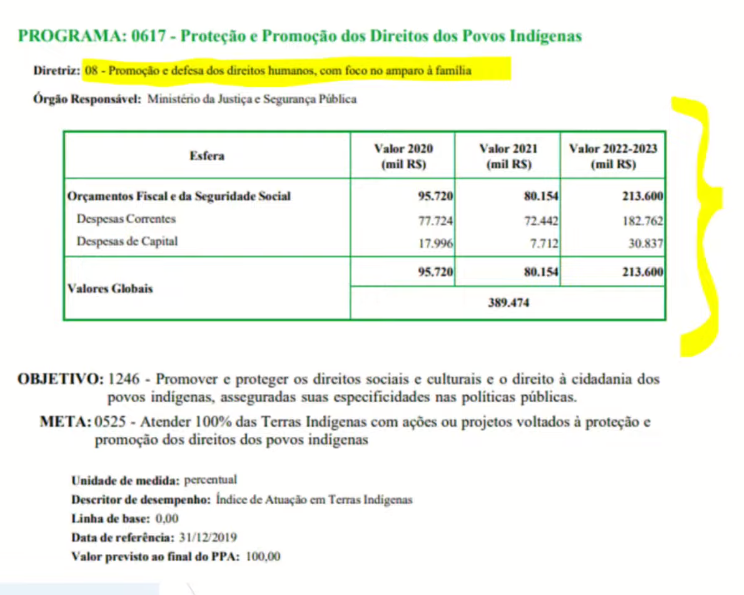 PROGRAMA: 0617 - Proteção e Promoção dos Direitos dos Povos Indígenas
Diretriz: 08 - Promoção e defesa dos direitos humanos, com foco no amparo à família
Órgão Responsável: Ministério da Justiça e Segurança Pública
Esfera Valor 2020 Valor 2021 Valor 2022-2023
(mil R$) (mil R$) (mil R$)
Orçamentos Fiscal e da Seguridade Social 95.720 80.154 213.600
Despesas Correntes 77.724 72.442 182.762
Despesas de Capital 17.996 7.712 30.837
95.720 80.154 213.600
Valores Globais
389.474
OBJETIVO: 1246 - Promover e proteger os direitos sociais e culturais e o direito à cidadania dos
povos indígenas, asseguradas suas especificidades nas políticas públicas.
META: 0525 - Atender 100% das Terras Indígenas com ações ou projetos voltados à proteção e
promoção dos direitos dos povos indígenas
Unidade de medida: percentual
Descritor de desempenho: Índice de Atuação em Terras Indígenas
Linha de base: 0,00
Data de referência: 31/12/2019
Valor previsto ao final do PPA: 100,00